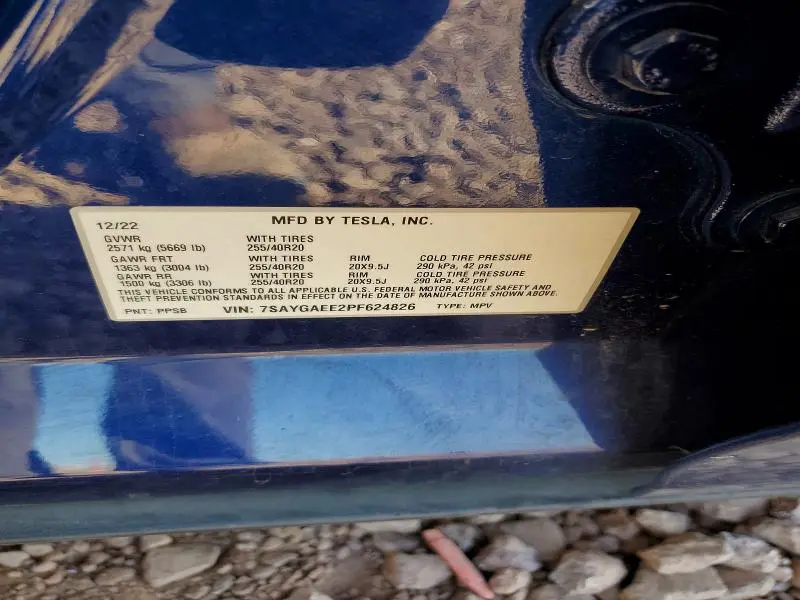 MFD BY TESLA, INC.
12/22
GVWR WITH TIRES
2571 kg (5669 lb) 255/40R20
GAWR FRT WITH TIRES RIM COLD TIRE PRESSURE
1363 kg (3004 lb) 255/40R20 20X9.5J 290 kPa, 42 psi
GAWR RR WITH TIRES RIM COLD TIRE PRESSURE
1500 kg (3306 lb) 255/40R20 20X9.5J 290 kPa, 42 psi
THIS VEHICLE CONFORMS TO ALL APPLICABLE U.S. FEDERAL MOTOR VEHICLE SAFETY AND
THEFT PREVENTION STANDARDS IN EFFECT ON THE DATE OF MANUFACTURE SHOWN ABOVE.
PNT: PPSB VIN: 7SAYGAEE2PF624826 TYPE: MPV